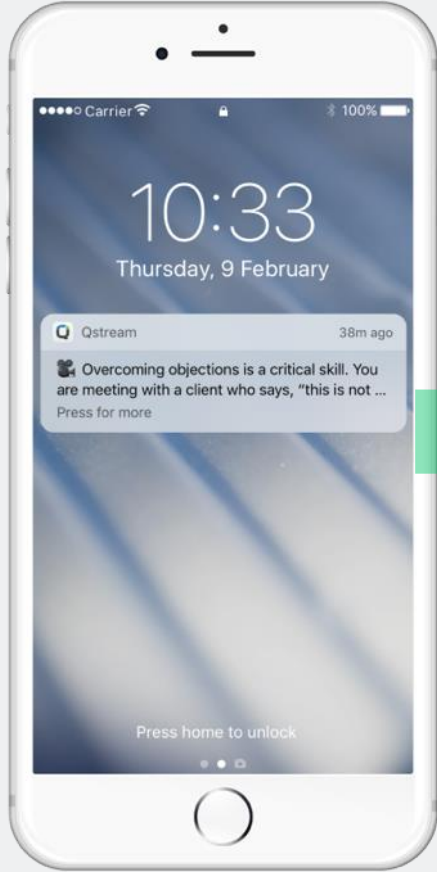 Carrier 100%
10:33
Thursday, 9 February
Qstream 38m ago
🎥 Overcoming objections is a critical skill. You
are meeting with a client who says, “this is not ...
Press for more
Press home to unlock